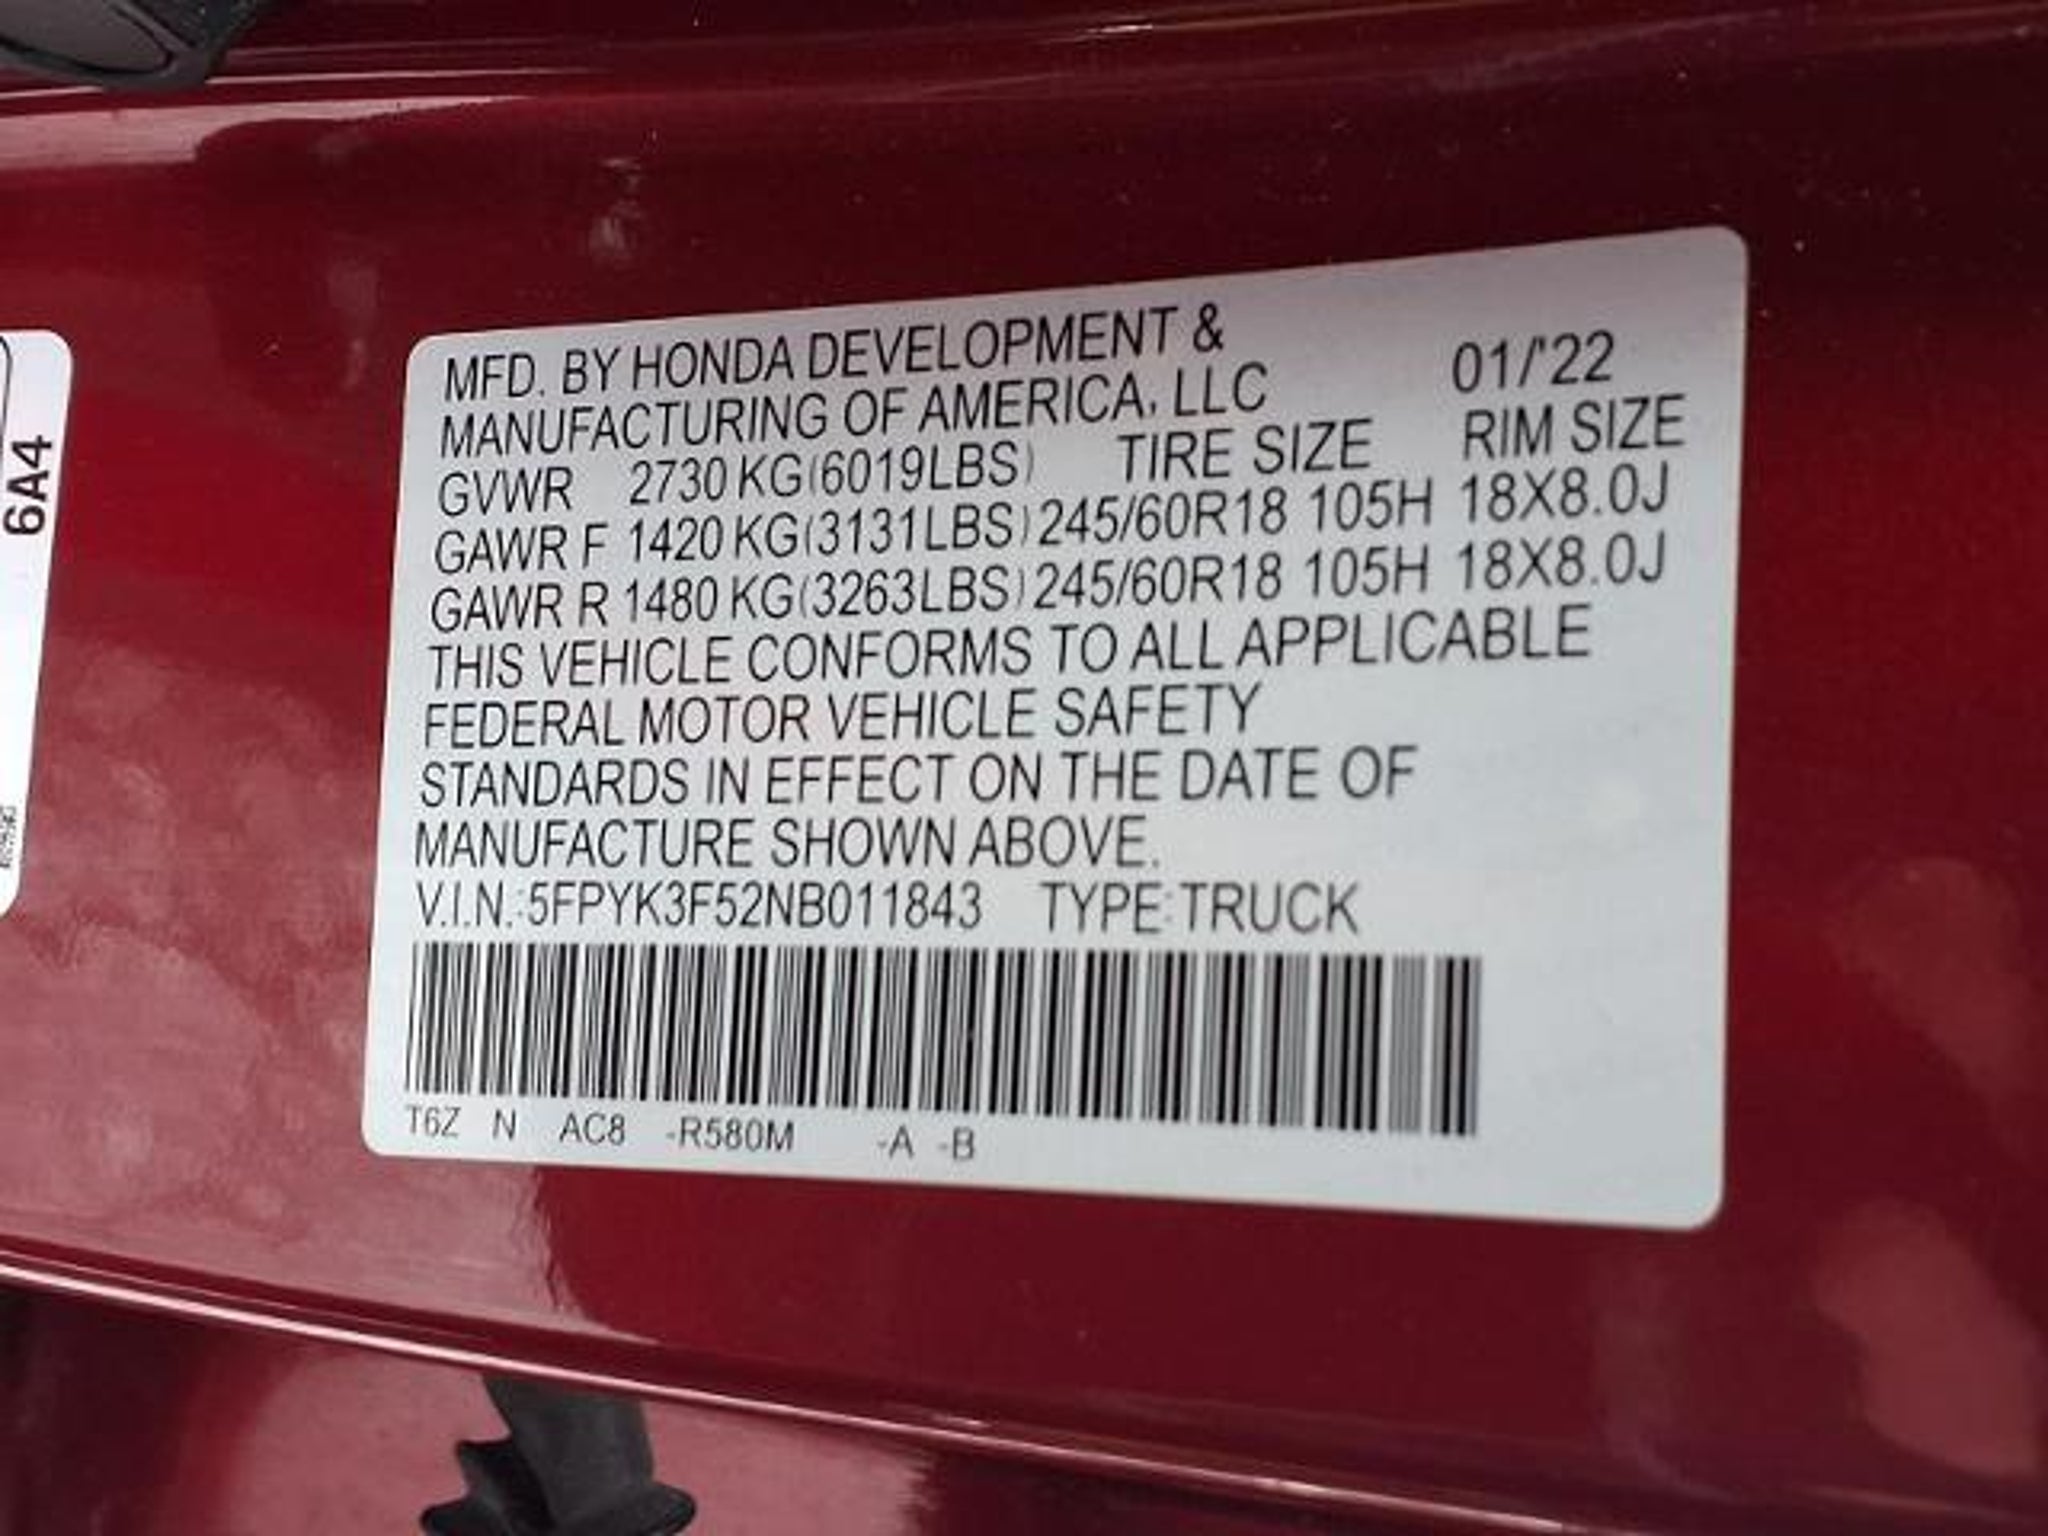 MFD. BY HONDA DEVELOPMENT &
MANUFACTURING OF AMERICA, LLC 01/'22
GVWR 2730 KG(6019LBS) TIRE SIZE RIM SIZE
GAWR F 1420 KG(3131LBS) 245/60R18 105H 18X8.0J
GAWR R 1480 KG(3263LBS) 245/60R18 105H 18X8.0J
THIS VEHICLE CONFORMS TO ALL APPLICABLE
FEDERAL MOTOR VEHICLE SAFETY
STANDARDS IN EFFECT ON THE DATE OF
MANUFACTURE SHOWN ABOVE.
V.I.N.:5FPYK3F52NB011843 TYPE:TRUCK
T6Z N AC8 -R580M -A -B
6A4